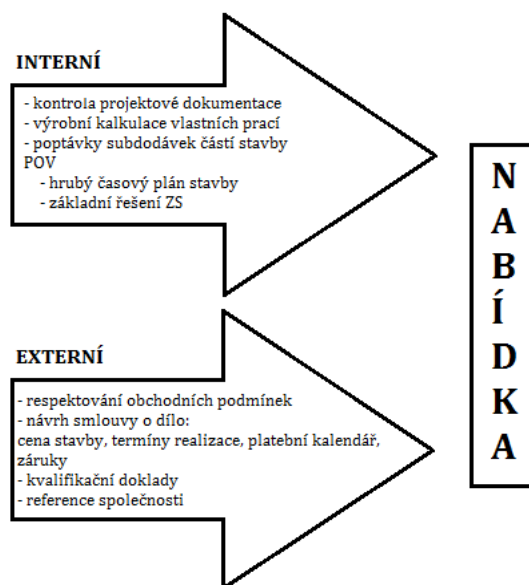 INTERNÍ
- kontrola projektové dokumentace
- výrobní kalkulace vlastních prací
- poptávky subdodávek částí stavby
POV
- hrubý časový plán stavby
- základní řešení ZS
EXTERNÍ
- respektování obchodních podmínek
- návrh smlouvy o dílo:
cena stavby, termíny realizace, platební kalendář,
záruky
- kvalifikační doklady
- reference společnosti
N
A
B
Í
D
K
A